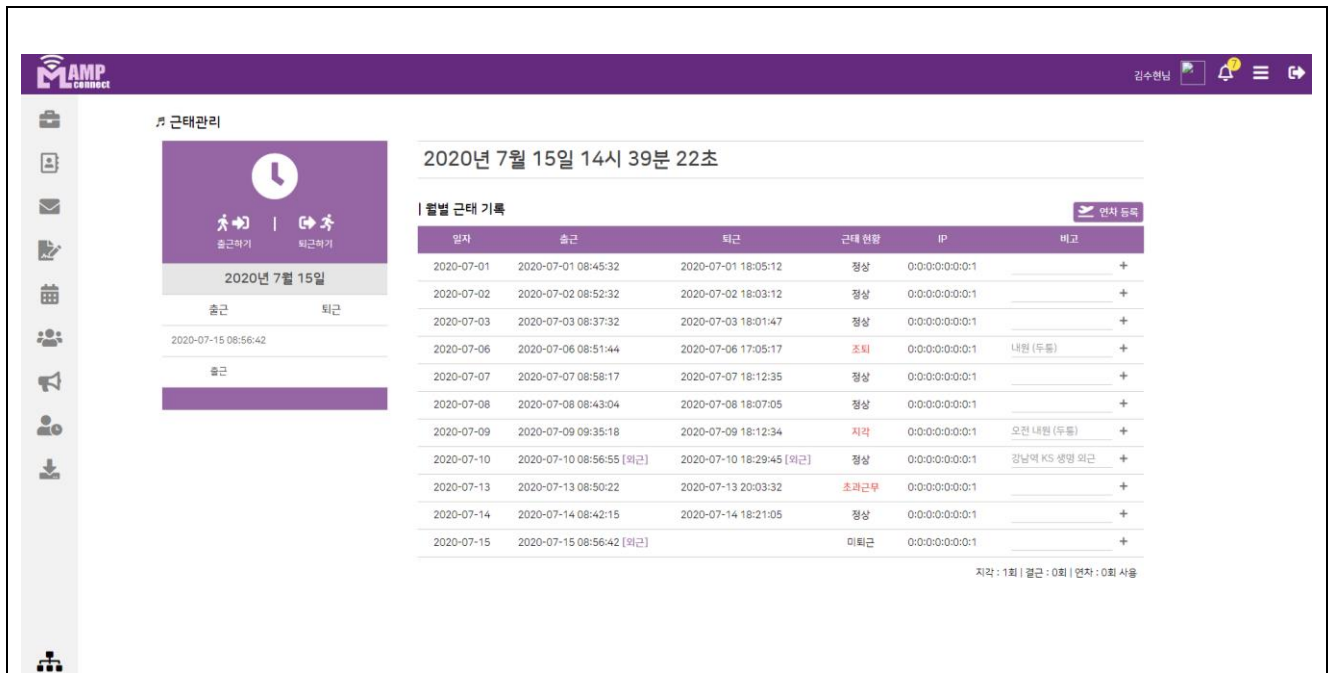 MAMP connect
김수현님
7
♬ 근태관리
출근하기 | 퇴근하기
2020년 7월 15일
출근 퇴근
2020-07-15 08:56:42
출근
2020년 7월 15일 14시 39분 22초
| 월별 근태 기록
연차 등록
일자 출근 퇴근 근태 현황 IP 비고
2020-07-01 2020-07-01 08:45:32 2020-07-01 18:05:12 정상 0:0:0:0:0:0:0:1 +
2020-07-02 2020-07-02 08:52:32 2020-07-02 18:03:12 정상 0:0:0:0:0:0:0:1 +
2020-07-03 2020-07-03 08:37:32 2020-07-03 18:01:47 정상 0:0:0:0:0:0:0:1 +
2020-07-06 2020-07-06 08:51:44 2020-07-06 17:05:17 조퇴 0:0:0:0:0:0:0:1 내원 (두통) +
2020-07-07 2020-07-07 08:58:17 2020-07-07 18:12:35 정상 0:0:0:0:0:0:0:1 +
2020-07-08 2020-07-08 08:43:04 2020-07-08 18:07:05 정상 0:0:0:0:0:0:0:1 +
2020-07-09 2020-07-09 09:35:18 2020-07-09 18:12:34 지각 0:0:0:0:0:0:0:1 오전 내원 (두통) +
2020-07-10 2020-07-10 08:56:55 [외근] 2020-07-10 18:29:45 [외근] 정상 0:0:0:0:0:0:0:1 강남역 KS 생명 외근 +
2020-07-13 2020-07-13 08:50:22 2020-07-13 20:03:32 초과근무 0:0:0:0:0:0:0:1 +
2020-07-14 2020-07-14 08:42:15 2020-07-14 18:21:05 정상 0:0:0:0:0:0:0:1 +
2020-07-15 2020-07-15 08:56:42 [외근] 미퇴근 0:0:0:0:0:0:0:1 +
지각 : 1회 | 결근 : 0회 | 연차 : 0회 사용